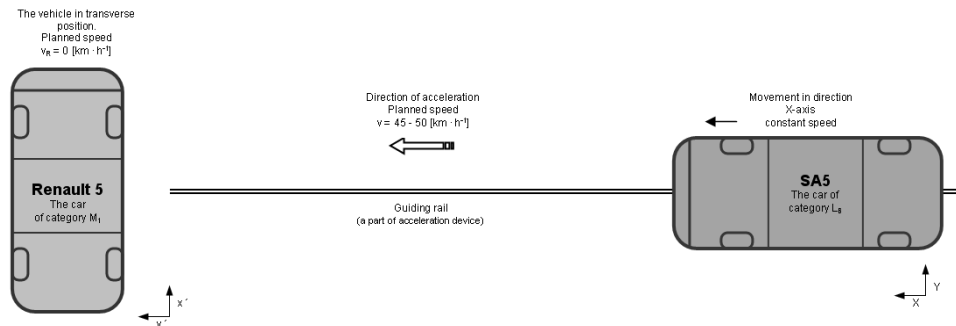 The vehicle in transverse
position.
Planned speed
vR = 0 [km · h⁻¹]
Renault 5
The car
of category M₁
x´
Y´
Direction of acceleration
Planned speed
v = 45 - 50 [km · h⁻¹]
Guiding rail
(a part of acceleration device)
Movement in direction
X-axis
constant speed
SA5
The car of
category L₆
Y
X